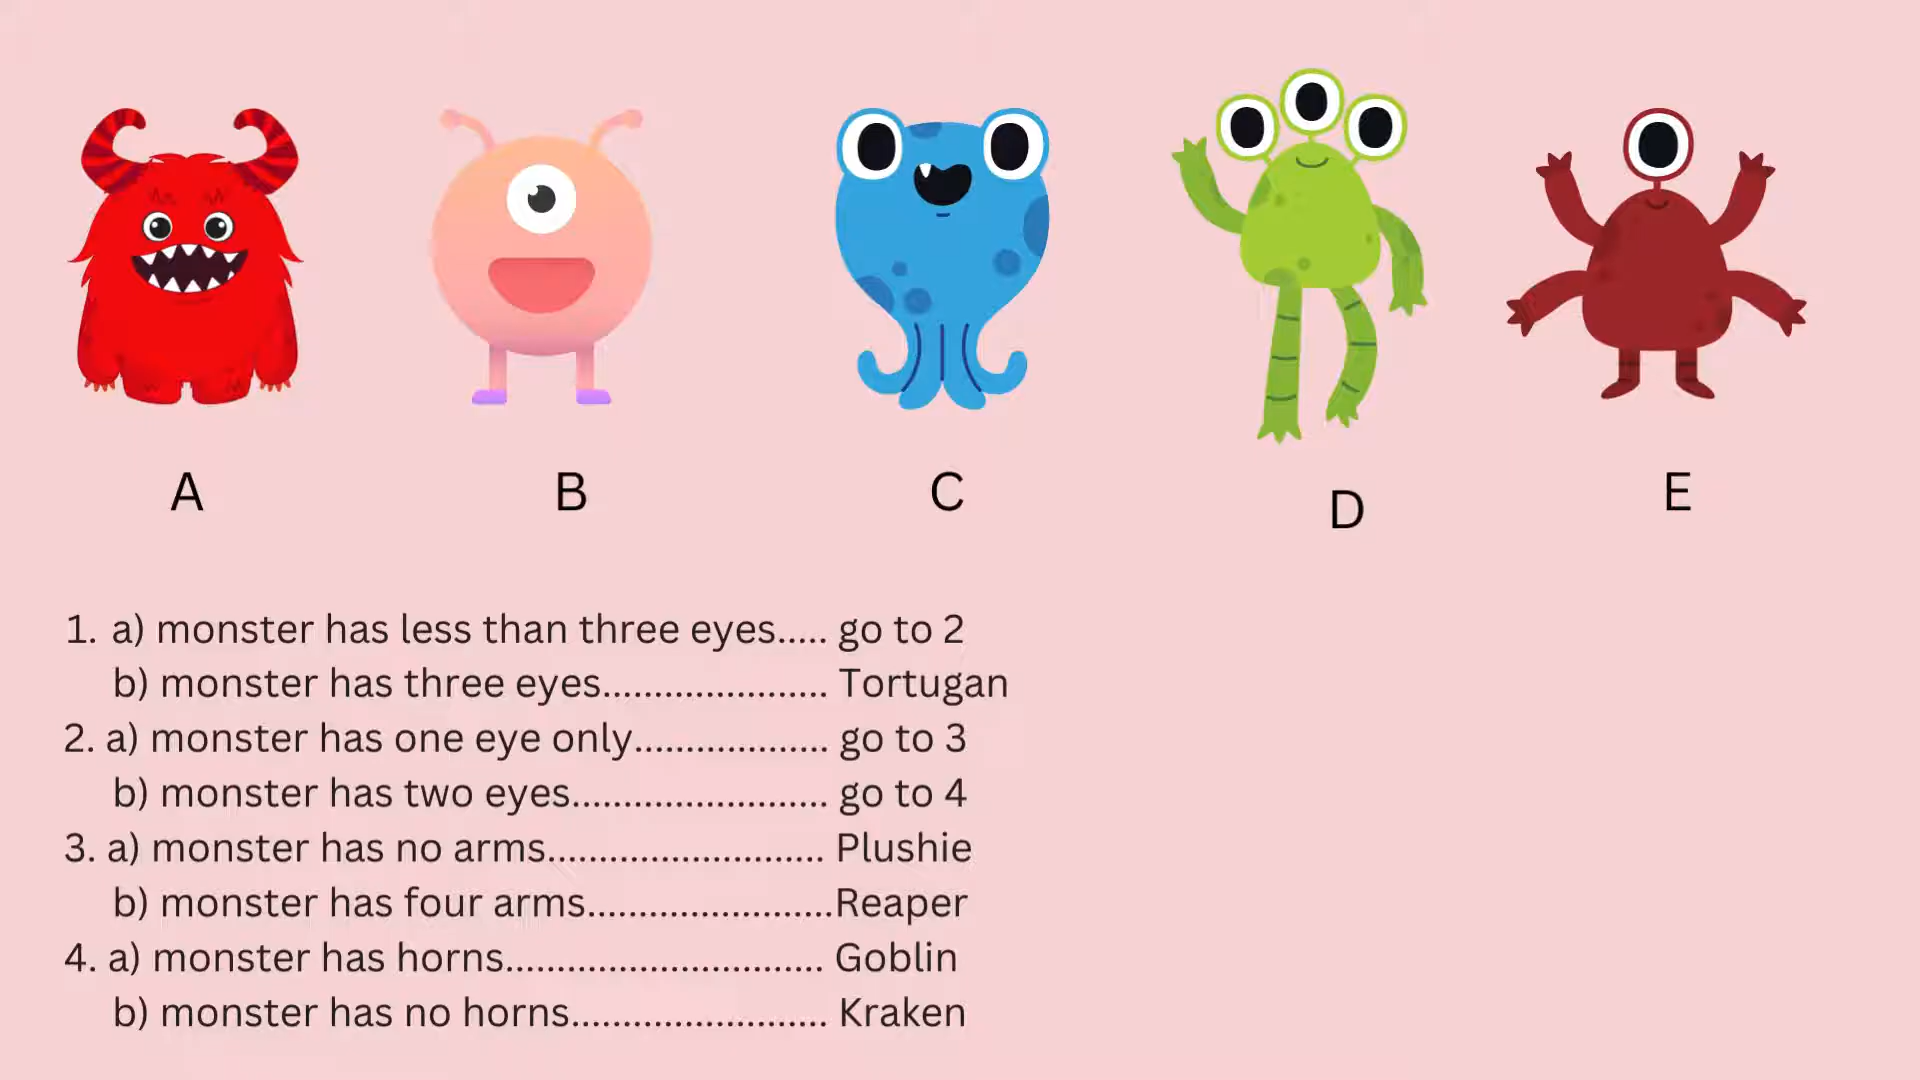 A
B
C
D
E
1. a) monster has less than three eyes..... go to 2
b) monster has three eyes...................... Tortugan
2. a) monster has one eye only................... go to 3
b) monster has two eyes......................... go to 4
3. a) monster has no arms........................... Plushie
b) monster has four arms........................Reaper
4. a) monster has horns............................... Goblin
b) monster has no horns......................... Kraken